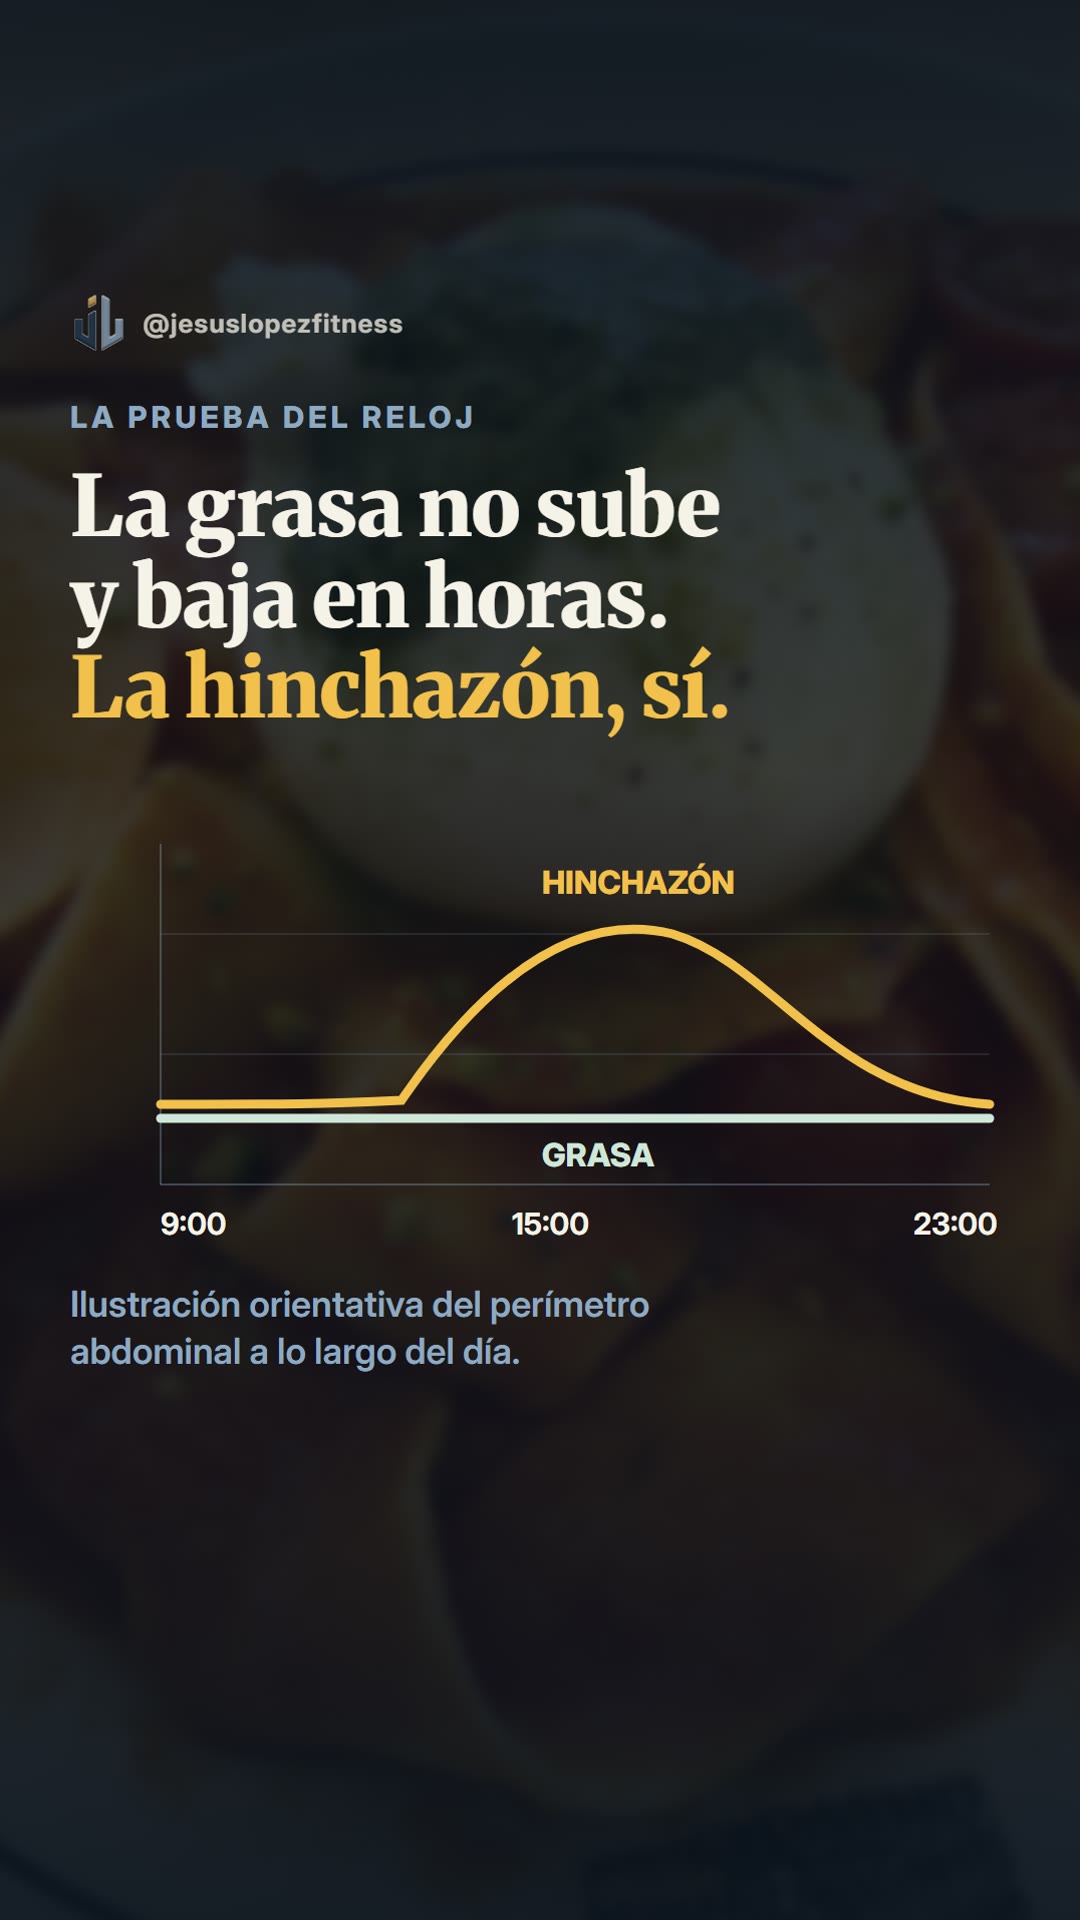 @jesuslopezfitness
LA PRUEBA DEL RELOJ
La grasa no sube
y baja en horas.
La hinchazón, sí.
HINCHAZÓN
GRASA
9:00 15:00 23:00
Ilustración orientativa del perímetro
abdominal a lo largo del día.